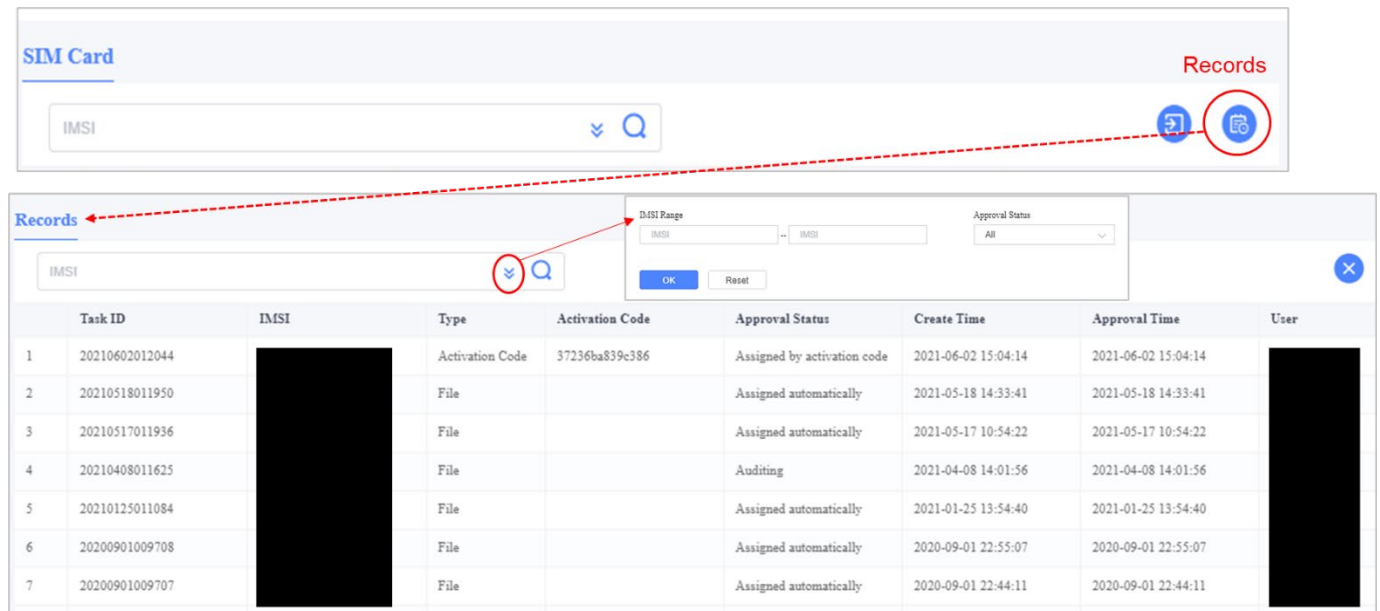 SIM Card
Records
IMSI
Records
IMSI Range
Approval Status
IMSI -- IMSI
All
IMSI
OK Reset
Task ID IMSI Type Activation Code Approval Status Create Time Approval Time User
1 20210602012044 Activation Code 37236ba839c386 Assigned by activation code 2021-06-02 15:04:14 2021-06-02 15:04:14
2 20210518011950 File Assigned automatically 2021-05-18 14:33:41 2021-05-18 14:33:41
3 20210517011936 File Assigned automatically 2021-05-17 10:54:22 2021-05-17 10:54:22
4 20210408011625 File Auditing 2021-04-08 14:01:56 2021-04-08 14:01:56
5 20210125011084 File Assigned automatically 2021-01-25 13:54:40 2021-01-25 13:54:40
6 20200901009708 File Assigned automatically 2020-09-01 22:55:07 2020-09-01 22:55:07
7 20200901009707 File Assigned automatically 2020-09-01 22:44:11 2020-09-01 22:44:11